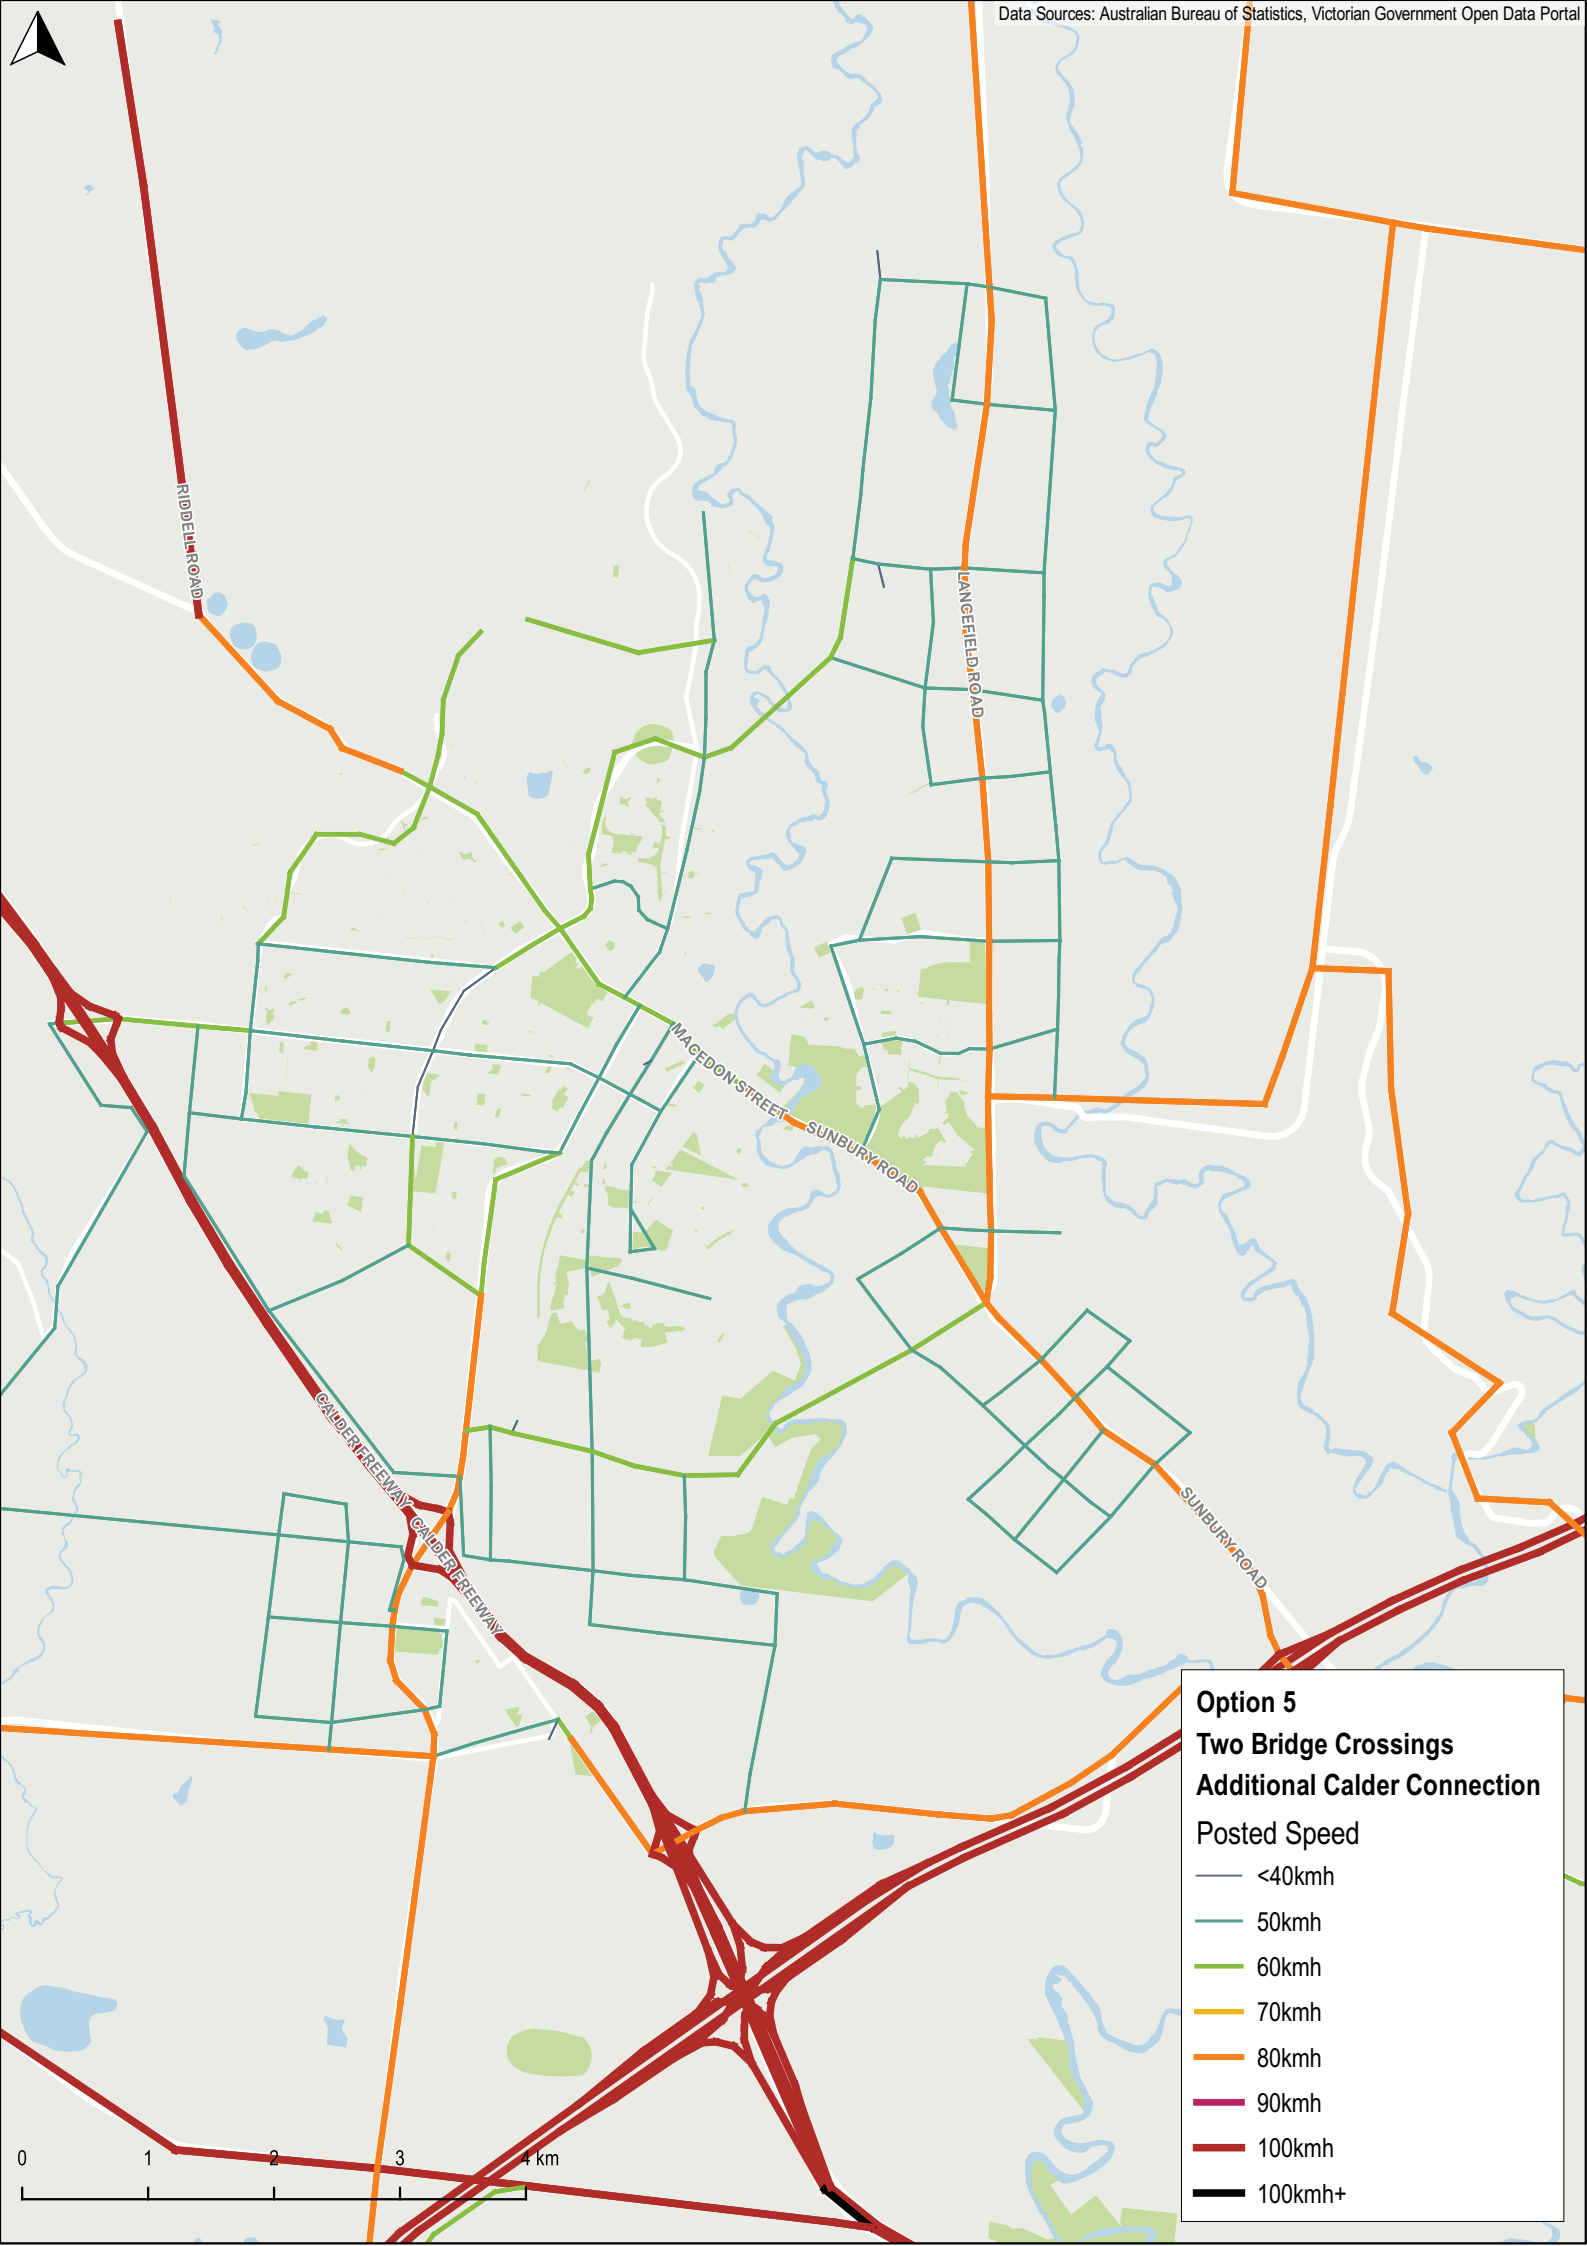 Data Sources: Australian Bureau of Statistics, Victorian Government Open Data Portal
RIDDELL ROAD
LANCEFIELD ROAD
MACEDON STREET
SUNBURY ROAD
CALDER FREEWAY
CALDER FREEWAY
SUNBURY ROAD
Option 5
Two Bridge Crossings
Additional Calder Connection
Posted Speed
<40kmh
50kmh
60kmh
70kmh
80kmh
90kmh
100kmh
100kmh+
0 1 2 3 4 km